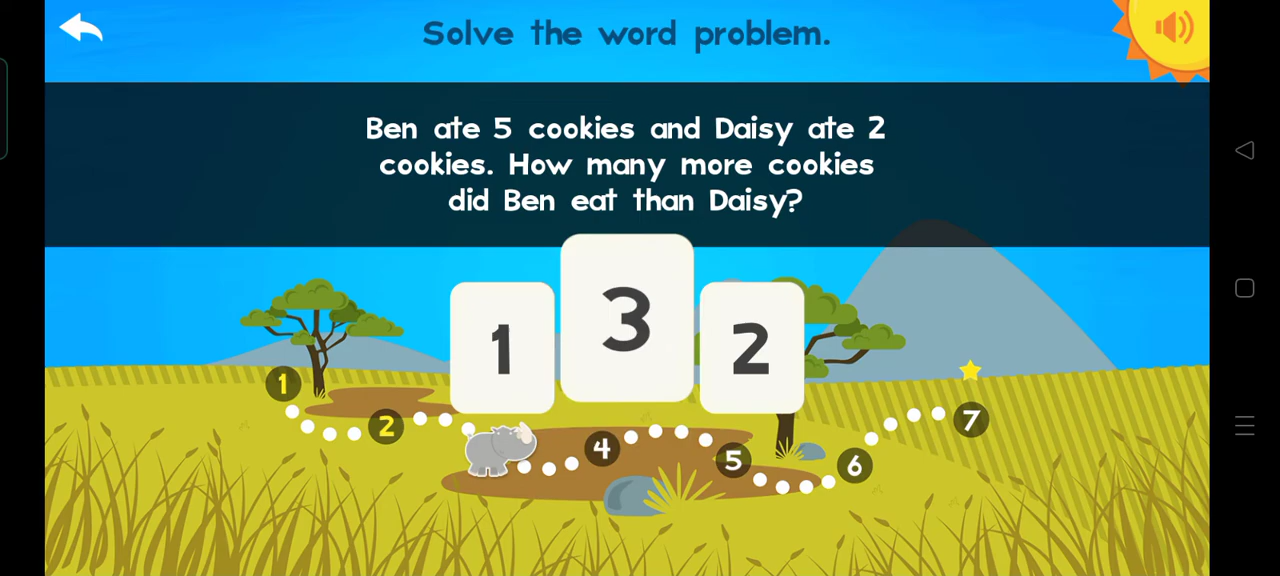 Solve the word problem.
Ben ate 5 cookies and Daisy ate 2
cookies. How many more cookies
did Ben eat than Daisy?
1 3 2
1
2
4
5
6
7